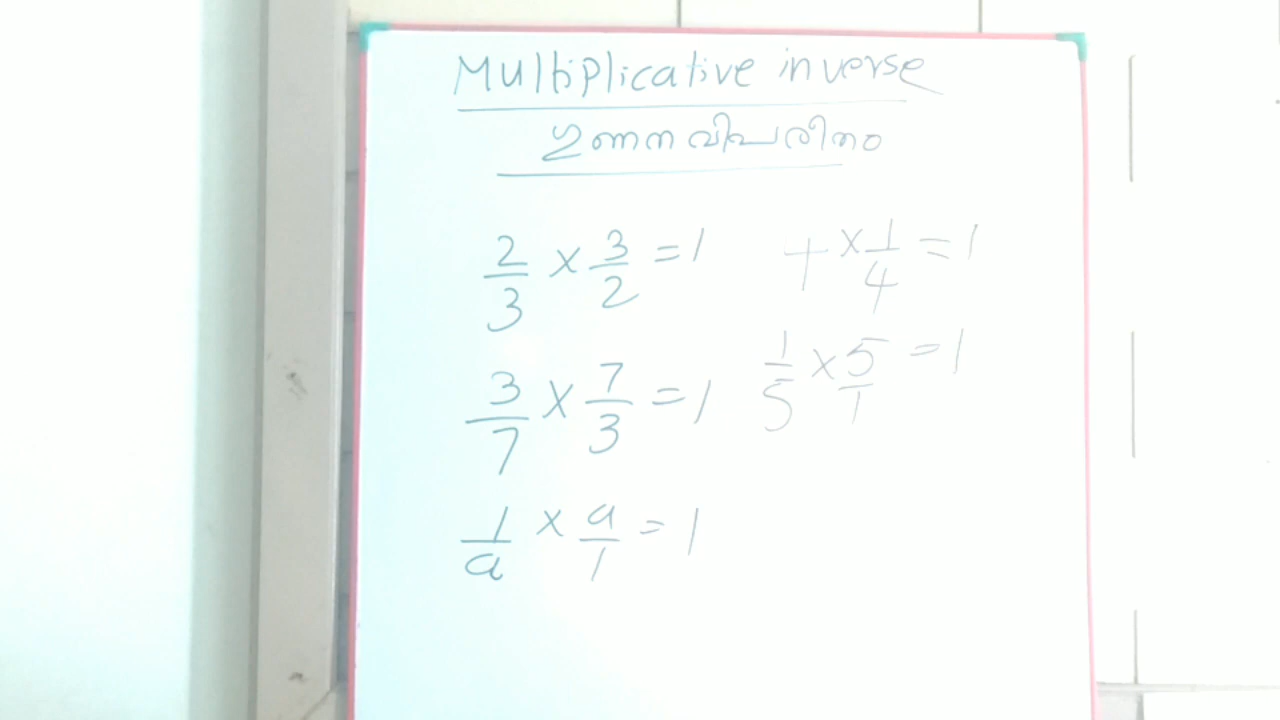 Multiplicative inverse
ഗുണനവിപരീതം
2/3 × 3/2 = 1
4 × 1/4 = 1
3/7 × 7/3 = 1
1/5 × 5/1 = 1
1/a × a/1 = 1